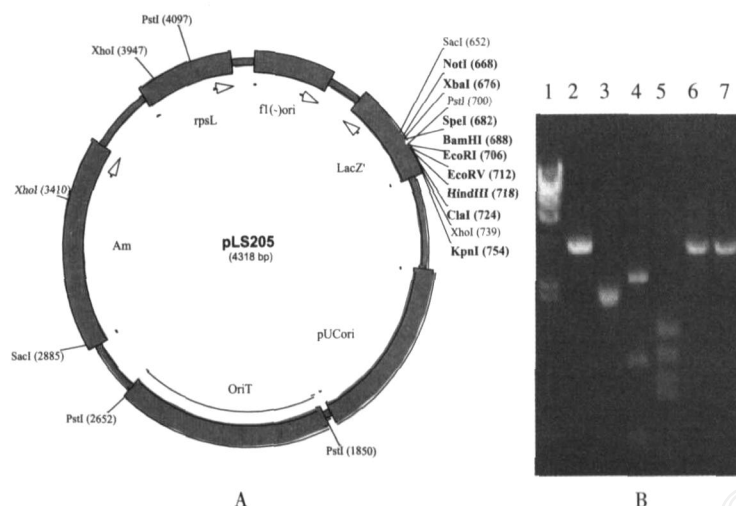 PstI (4097)
XhoI (3947)
rpsL
f1(-)ori
SacI (652)
NotI (668)
XbaI (676)
PstI (700)
SpeI (682)
BamHI (688)
EcoRI (706)
EcoRV (712)
HindIII (718)
ClaI (724)
XhoI (739)
KpnI (754)
LacZ'
XhoI (3410)
Am
pLS205
(4318 bp)
pUCori
SacI (2885)
OriT
PstI (2652)
PstI (1850)
A
1 2 3 4 5 6 7
B